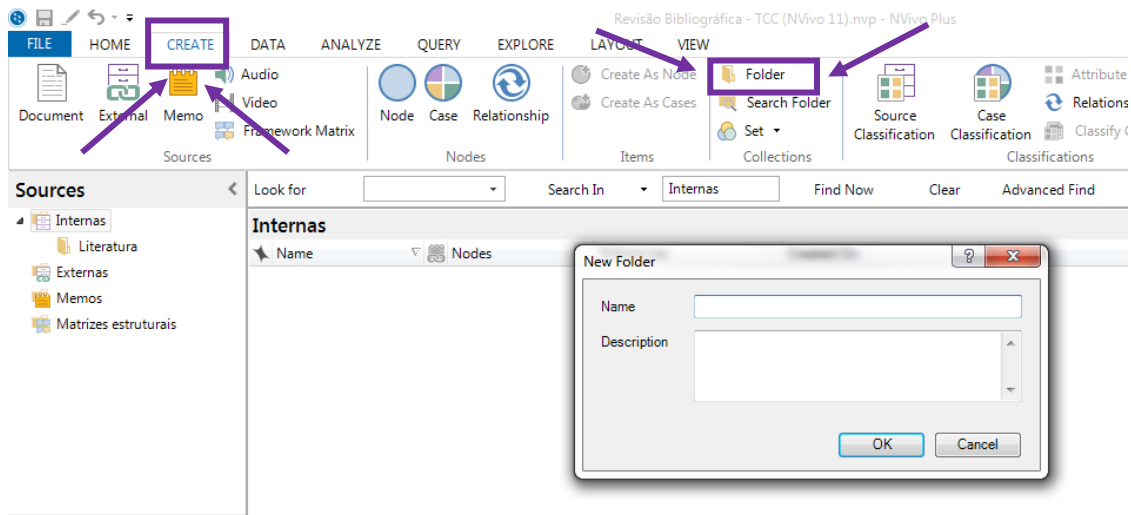 Revisão Bibliográfica - TCC (NVivo 11).nvp - NVivo Plus
FILE HOME CREATE DATA ANALYZE QUERY EXPLORE LAYOUT VIEW
Document External Memo
Audio
Video
Framework Matrix
Sources
Node Case Relationship
Nodes
Create As Node
Create As Cases
Items
Folder
Search Folder
Set
Collections
Source Classification
Case Classification
Attribute
Relations
Classify
Classifications
Sources
Internas
Literatura
Externas
Memos
Matrizes estruturais
Look for Search In Internas Find Now Clear Advanced Find
Internas
Name Nodes
New Folder
Name
Description
OK Cancel